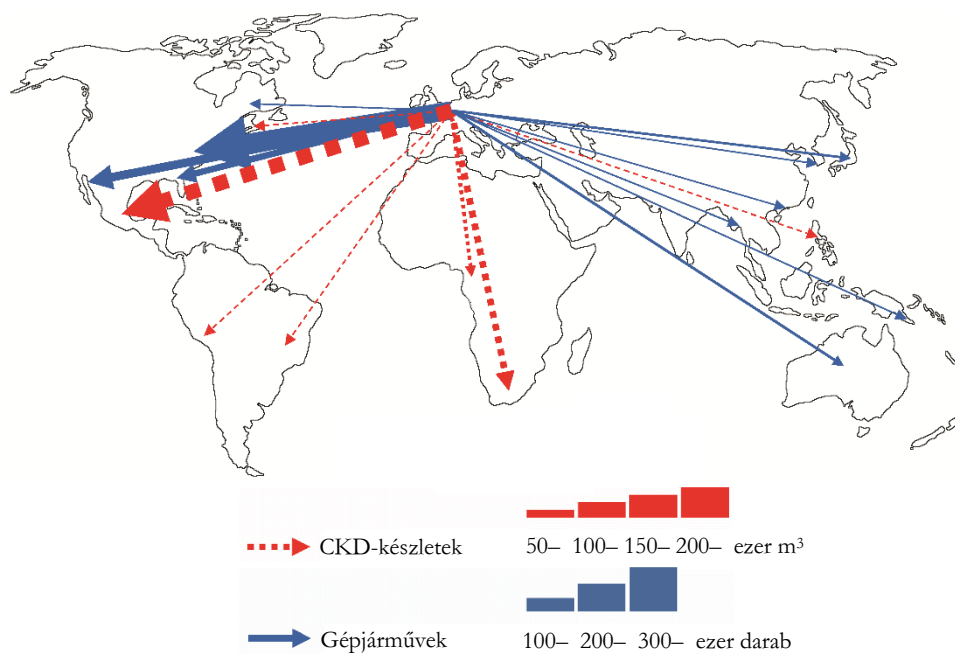 CKD-készletek 50– 100– 150– 200– ezer m³
Gépjárművek 100– 200– 300– ezer darab